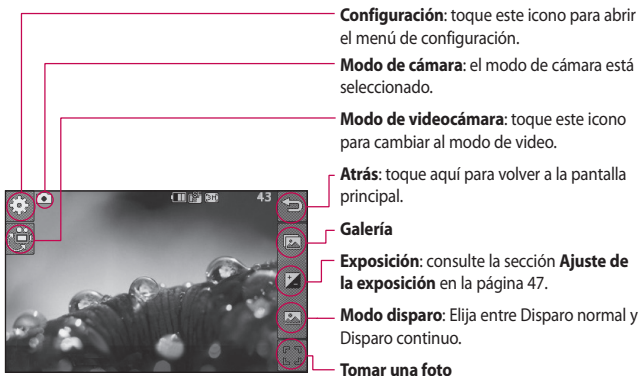 Configuración: toque este icono para abrir
el menú de configuración.
Modo de cámara: el modo de cámara está
seleccionado.
Modo de videocámara: toque este icono
para cambiar al modo de video.
Atrás: toque aquí para volver a la pantalla
principal.
43
Galería
Exposición: consulte la sección Ajuste de
la exposición en la página 47.
Modo disparo: Elija entre Disparo normal y
Disparo continuo.
Tomar una foto